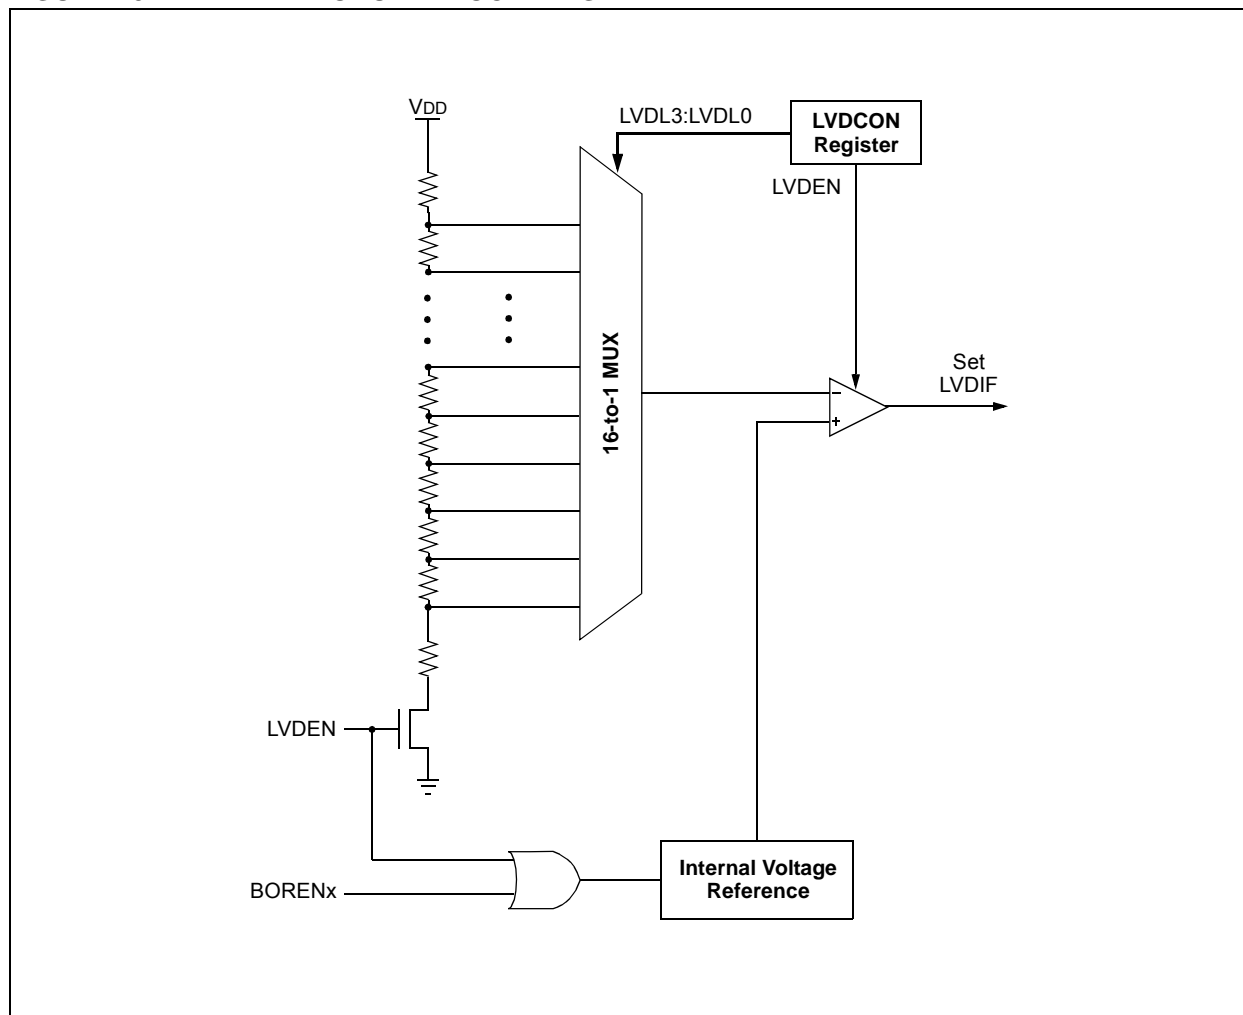 VDD
LVDL3:LVDL0
LVDCON
Register
LVDEN
16-to-1 MUX
Set
LVDIF
–
+
LVDEN
BORENx
Internal Voltage
Reference